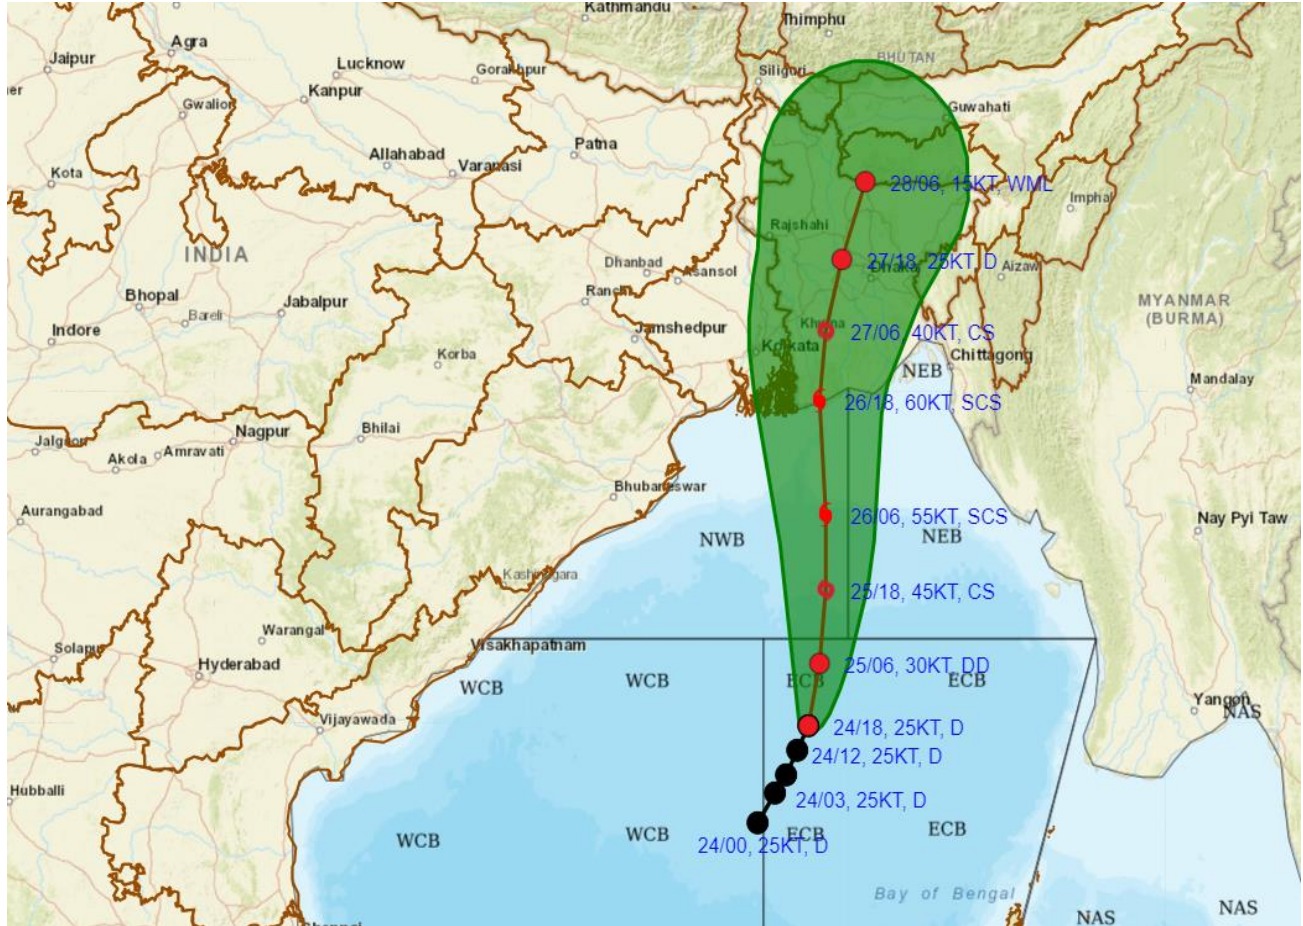 Kathmandu
Thimphu
Agra
Jaipur
Lucknow
Gorakhpur
Siliguri
BHUTAN
er
Kanpur
Gwalior
Guwahati
Patna
Allahabad
Varanasi
Kota
28/06, 15KT, WML
Imphal
Rajshahi
INDIA
Dhanbad
Asansol
27/18, 25KT, D
Dhaka
Aizawl
Ranchi
Bhopal
Jabalpur
Bareli
MYANMAR
(BURMA)
Indore
Jamshedpur
Khulna
27/06, 40KT, CS
Kolkata
Chittagong
Korba
NEB
Mandalay
26/18, 60KT, SCS
Jalgaon
Nagpur
Bhilai
Akola
Amravati
Bhubaneswar
Aurangabad
26/06, 55KT, SCS
Nay Pyi Taw
NWB
NEB
25/18, 45KT, CS
Warangal
Solapur
Visakhapatnam
Hyderabad
25/06, 30KT, DD
WCB
WCB
ECB
ECB
Yangon
NAS
Vijayawada
24/18, 25KT, D
24/12, 25KT, D
Hubballi
24/03, 25KT, D
WCB
WCB
ECB
ECB
24/00, 25KT, D
Bay of Bengal
NAS
NAS